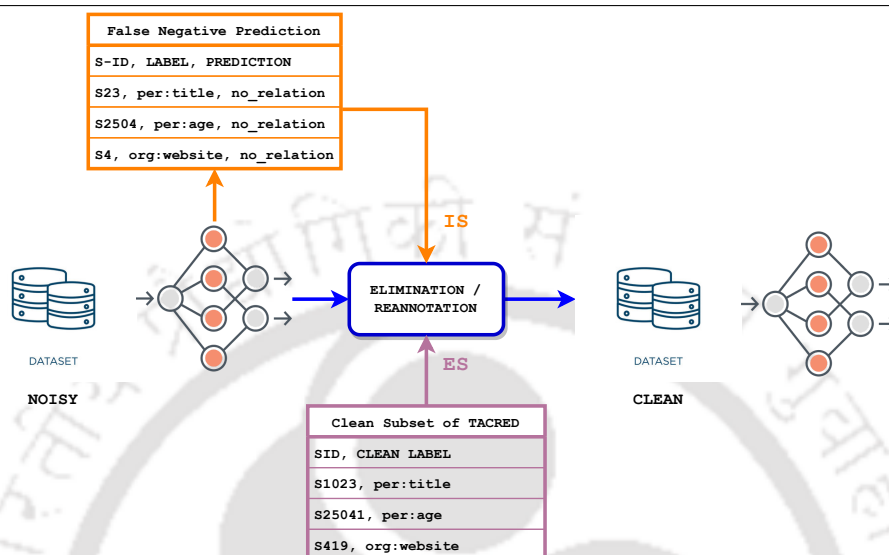 False Negative Prediction
S-ID, LABEL, PREDICTION
S23, per:title, no_relation
S2504, per:age, no_relation
S4, org:website, no_relation
IS
ELIMINATION /
REANNOTATION
DATASET
DATASET
ES
NOISY
CLEAN
Clean Subset of TACRED
SID, CLEAN LABEL
S1023, per:title
S25041, per:age
S419, org:website